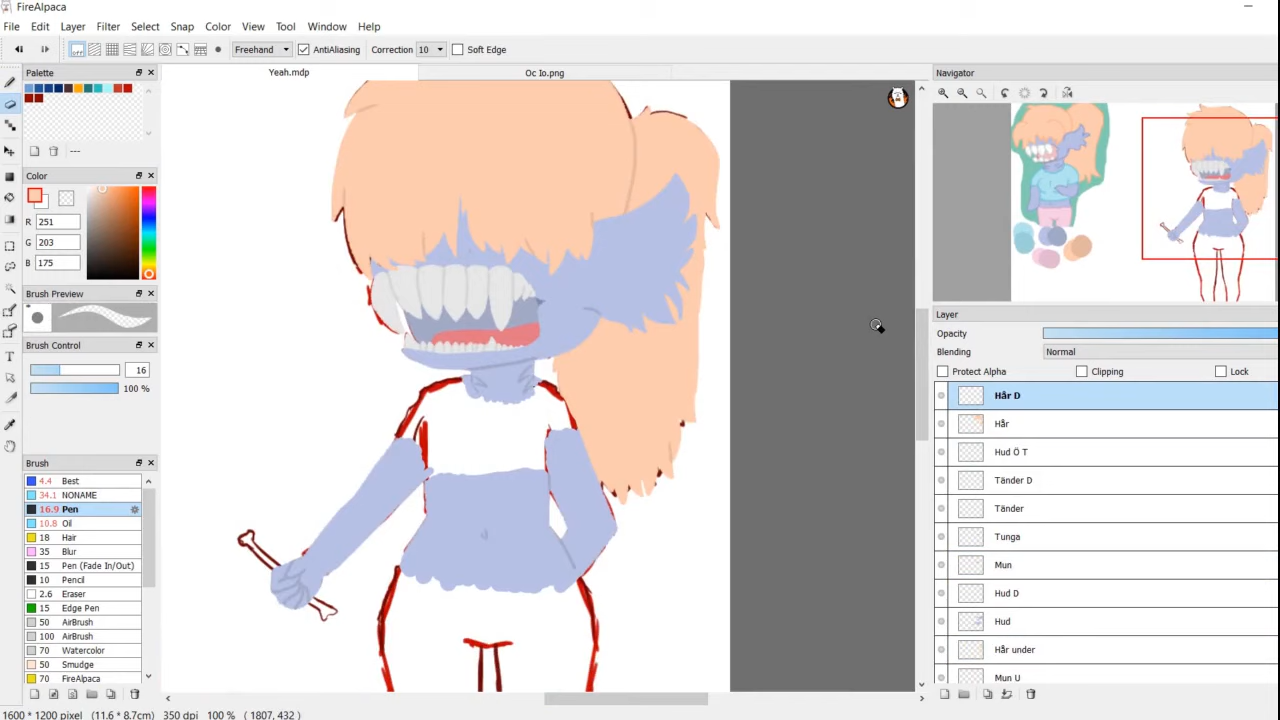 FireAlpaca
File Edit Layer Filter Select Snap Color View Tool Window Help
OFF Freehand AntiAliasing Correction 10 Soft Edge
Palette
Yeah.mdp
Oc Io.png
Navigator
---
Color
R 251
G 203
B 175
Brush Preview
Brush Control
16
100 %
Layer
Opacity
Blending Normal
Protect Alpha Clipping Lock
Hår D
Hår
Hud Ö T
Tänder D
Tänder
Tunga
Mun
Hud D
Hud
Hår under
Mun U
Brush
4.4 Best
34.1 NONAME
16.9 Pen
10.8 Oil
18 Hair
35 Blur
15 Pen (Fade In/Out)
10 Pencil
2.6 Eraser
15 Edge Pen
50 AirBrush
100 AirBrush
70 Watercolor
50 Smudge
70 FireAlpaca
1600 * 1200 pixel (11.6 * 8.7cm) 350 dpi 100 % ( 1807, 432 )